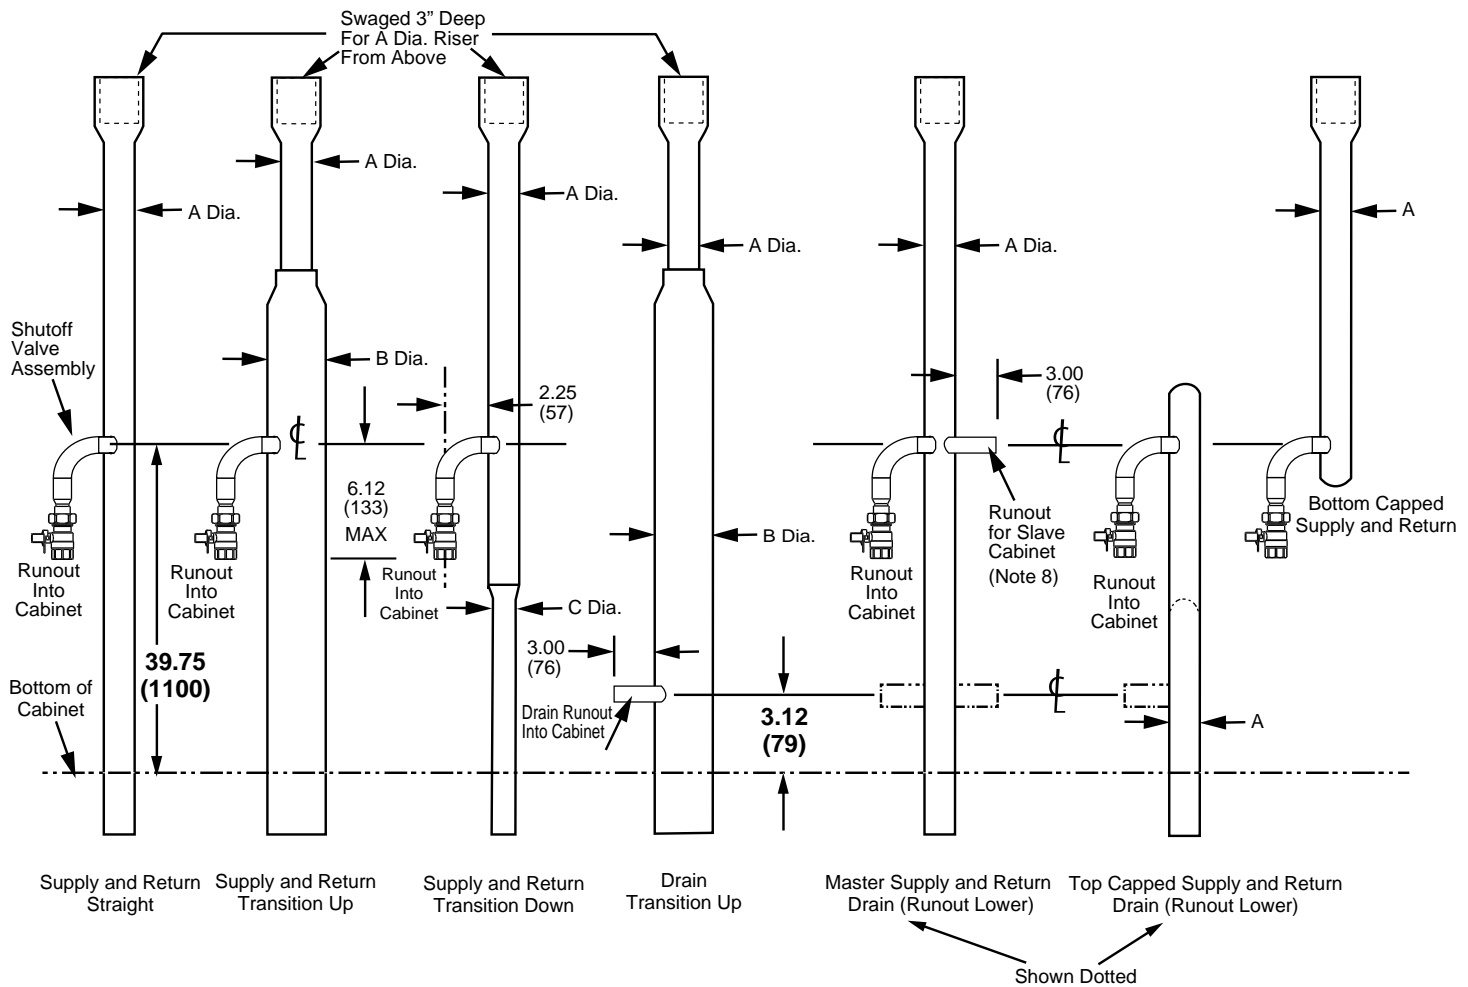 Swaged 3” Deep
For A Dia. Riser
From Above
A Dia.
A Dia.
A Dia.
A Dia.
A Dia.
A
Shutoff
Valve
Assembly
B Dia.
2.25
(57)
3.00
(76)
CL
CL
6.12
(133)
MAX
Runout
for Slave
Cabinet
(Note 8)
Bottom Capped
Supply and Return
B Dia.
Runout
Into
Cabinet
Runout
Into
Cabinet
Runout
Into
Cabinet
Runout
Into
Cabinet
Runout
Into
Cabinet
C Dia.
39.75
(1100)
3.00
(76)
Bottom of
Cabinet
Drain Runout
Into Cabinet
3.12
(79)
CL
A
Supply and Return
Straight
Supply and Return
Transition Up
Supply and Return
Transition Down
Drain
Transition Up
Master Supply and Return
Drain (Runout Lower)
Top Capped Supply and Return
Drain (Runout Lower)
Shown Dotted